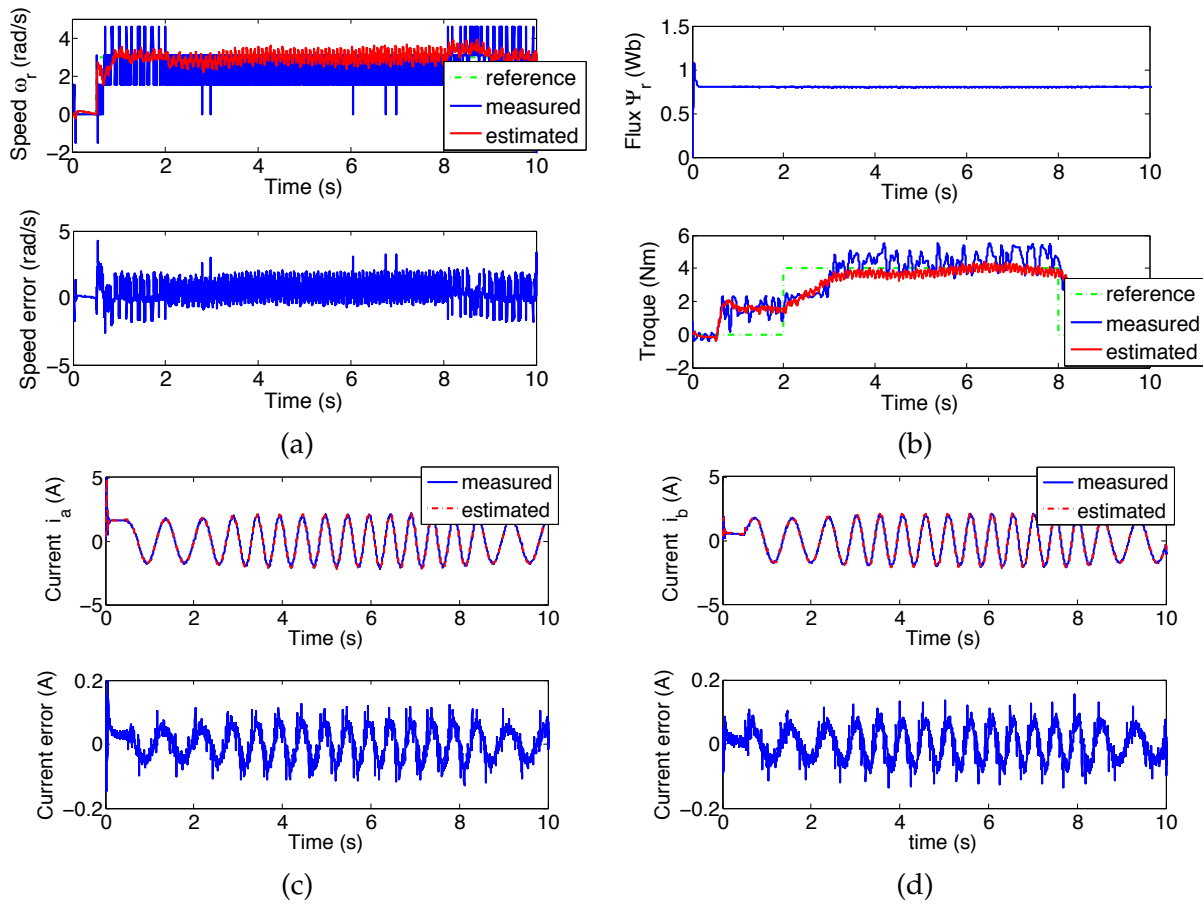 Speed ω_r (rad/s)
4
2
0
−2
0 2 4 6 8 10
Time (s)
reference
measured
estimated
Speed error (rad/s)
5
0
−5
0 2 4 6 8 10
Time (s)
(a)
Flux Ψ_r (Wb)
1.5
1
0.5
0
0 2 4 6 8 10
Time (s)
Troque (Nm)
6
4
2
0
−2
0 2 4 6 8 10
Time (s)
reference
measured
estimated
(b)
Current i_a (A)
5
0
−5
0 2 4 6 8 10
Time (s)
measured
estimated
Current error (A)
0.2
0
−0.2
0 2 4 6 8 10
Time (s)
(c)
Current i_b (A)
5
0
−5
0 2 4 6 8 10
Time (s)
measured
estimated
Current error (A)
0.2
0
−0.2
0 2 4 6 8 10
time (s)
(d)